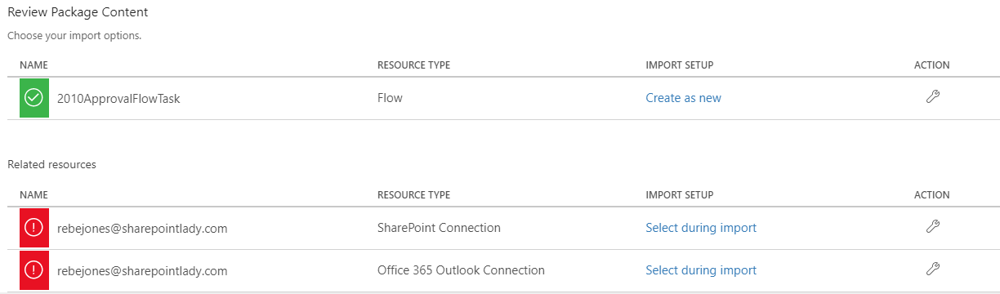 Review Package Content
Choose your import options.
NAME RESOURCE TYPE IMPORT SETUP ACTION
2010ApprovalFlowTask Flow Create as new
Related resources
NAME RESOURCE TYPE IMPORT SETUP ACTION
rebejones@sharepointlady.com SharePoint Connection Select during import
rebejones@sharepointlady.com Office 365 Outlook Connection Select during import